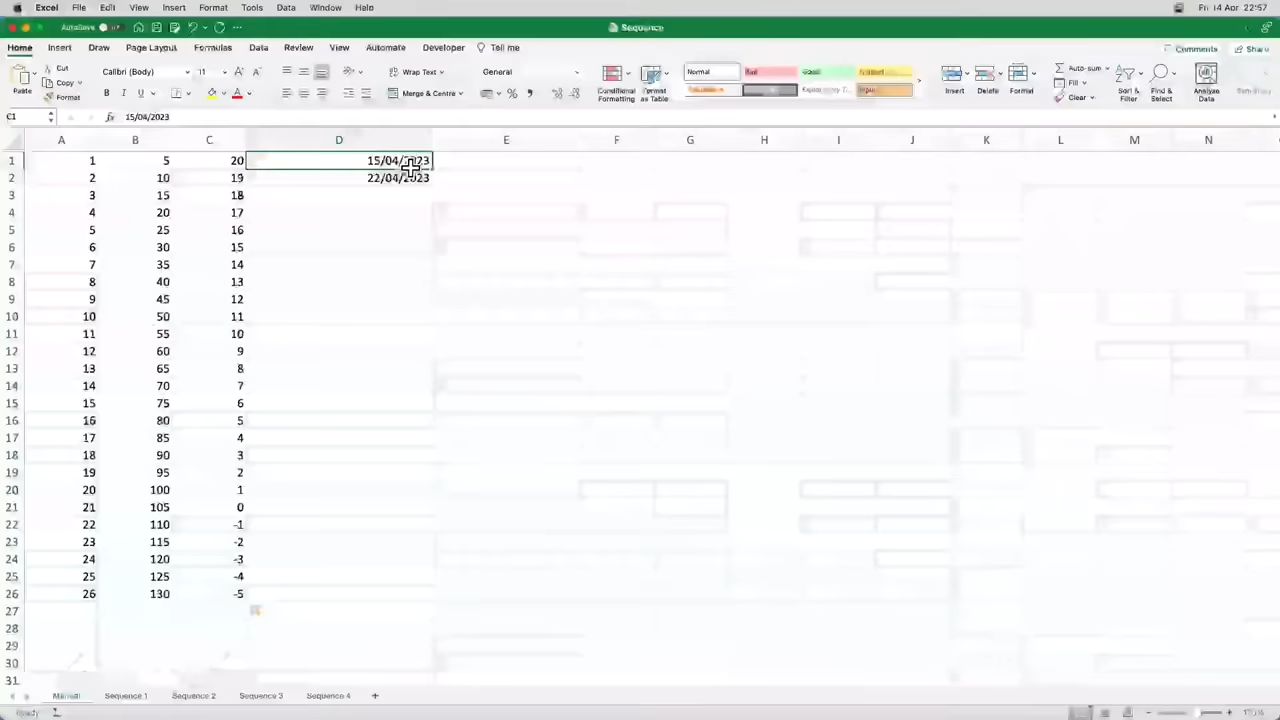 Excel File Edit View Insert Format Tools Data Window Help Fri 14 Apr 22:57
AutoSave Sequence
Home Insert Draw Page Layout Formulas Data Review View Automate Developer Tell me Comments Share
Cut Calibri (Body) 11 Wrap Text General Normal Bad Good Neutral Auto-sum
Copy Fill
Paste Format B I U Merge & Centre Conditional Formatting Format as Table Input Insert Delete Format Clear Sort & Filter Find & Select Analyse Data
C1 fx 15/04/2023
A B C D E F G H I J K L M N
1 1 5 20 15/04/2023
2 2 10 19 22/04/2023
3 3 15 18
4 4 20 17
5 5 25 16
6 6 30 15
7 7 35 14
8 8 40 13
9 9 45 12
10 10 50 11
11 11 55 10
12 12 60 9
13 13 65 8
14 14 70 7
15 15 75 6
16 16 80 5
17 17 85 4
18 18 90 3
19 19 95 2
20 20 100 1
21 21 105 0
22 22 110 -1
23 23 115 -2
24 24 120 -3
25 25 125 -4
26 26 130 -5
27
28
29
30
31
Manual Sequence 1 Sequence 2 Sequence 3 Sequence 4 +
Ready